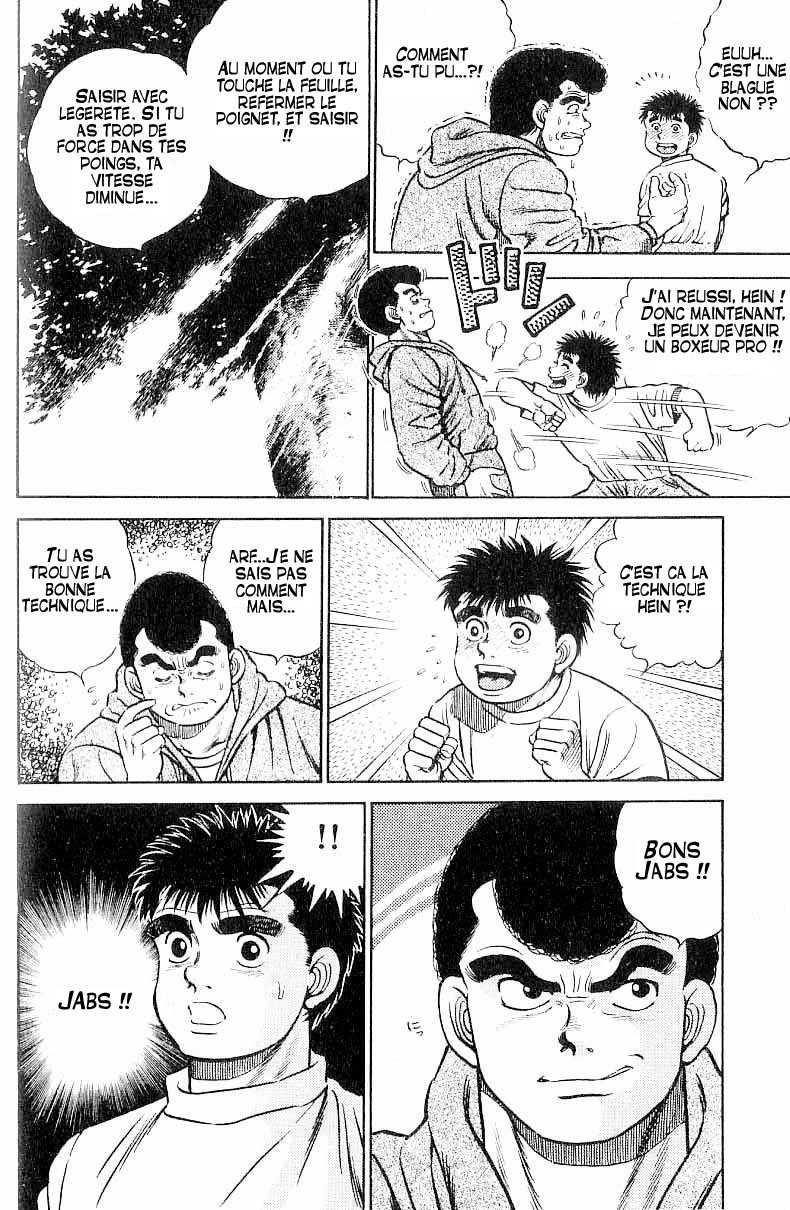 EUUH...
C'EST UNE
BLAGUE
NON ??
COMMENT
AS-TU PU...?!
J'AI REUSSI, HEIN !
DONC MAINTENANT,
JE PEUX DEVENIR
UN BOXEUR PRO !!
AU MOMENT OU TU
TOUCHE LA FEUILLE,
REFERMER LE
POIGNET, ET SAISIR
!!
SAISIR AVEC
LEGERETE. SI TU
AS TROP DE
FORCE DANS TES
POINGS, TA
VITESSE
DIMINUE...
C'EST CA LA
TECHNIQUE
HEIN ?!
ARF...JE NE
SAIS PAS
COMMENT
MAIS...
TU AS
TROUVE LA
BONNE
TECHNIQUE...
BONS
JABS !!
にっ
!!
JABS !!